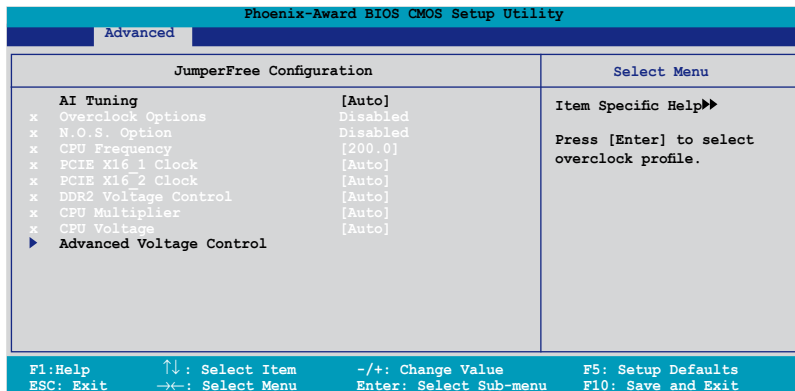 Phoenix-Award BIOS CMOS Setup Utility
Advanced
JumperFree Configuration
Select Menu
AI Tuning [Auto]
x Overclock Options Disabled
x N.O.S. Option Disabled
x CPU Frequency [200.0]
x PCIE X16_1 Clock [Auto]
x PCIE X16_2 Clock [Auto]
x DDR2 Voltage Control [Auto]
x CPU Multiplier [Auto]
x CPU Voltage [Auto]
Advanced Voltage Control
Item Specific Help
Press [Enter] to select
overclock profile.
F1:Help ↑↓ : Select Item -/+: Change Value F5: Setup Defaults
ESC: Exit →←: Select Menu Enter: Select Sub-menu F10: Save and Exit